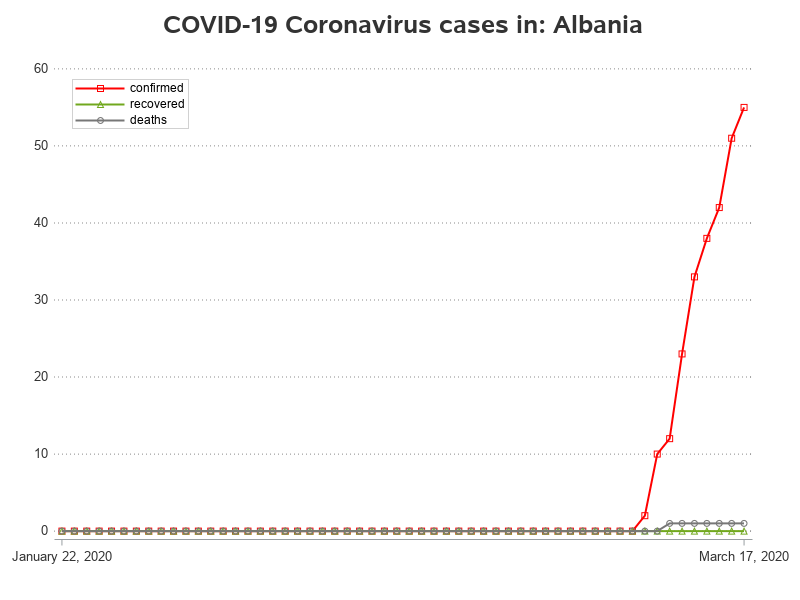 COVID-19 Coronavirus cases in: Albania
60
confirmed
recovered
deaths
50
40
30
20
10
0
January 22, 2020
March 17, 2020